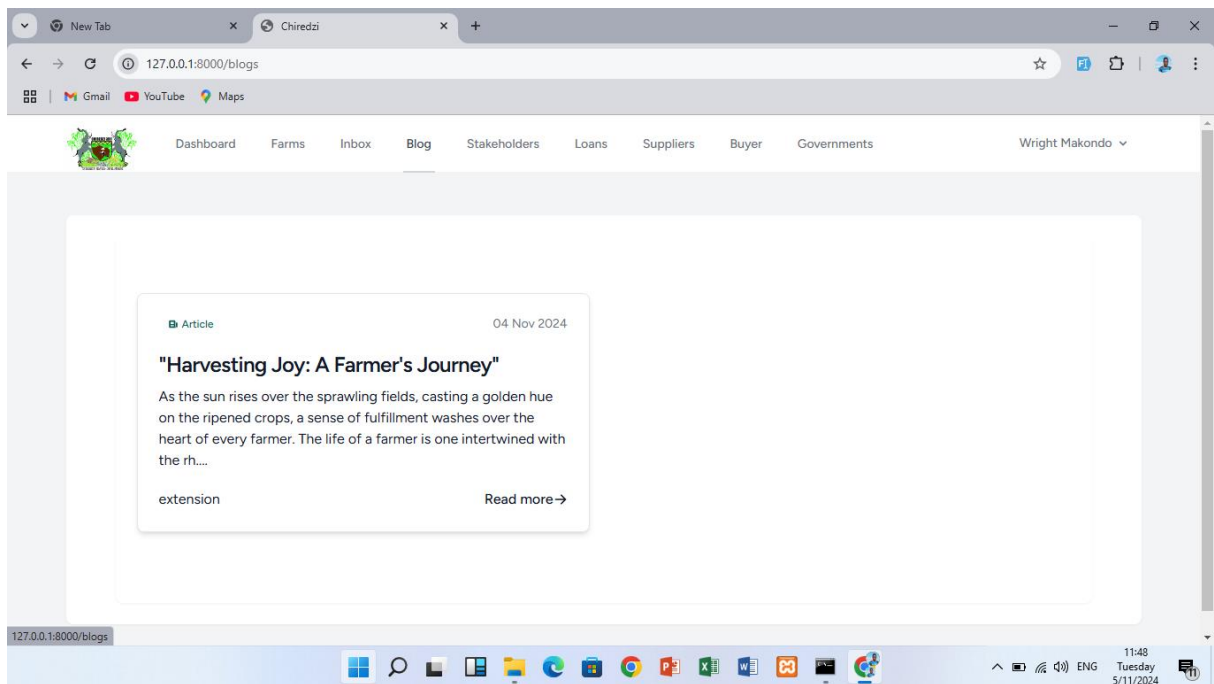 New Tab
Chiredzi
127.0.0.1:8000/blogs
Gmail YouTube Maps
Dashboard Farms Inbox Blog Stakeholders Loans Suppliers Buyer Governments Wright Makondo
Article 04 Nov 2024
"Harvesting Joy: A Farmer's Journey"
As the sun rises over the sprawling fields, casting a golden hue
on the ripened crops, a sense of fulfillment washes over the
heart of every farmer. The life of a farmer is one intertwined with
the rh....
extension Read more→
127.0.0.1:8000/blogs
ENG
11:48
Tuesday
5/11/2024